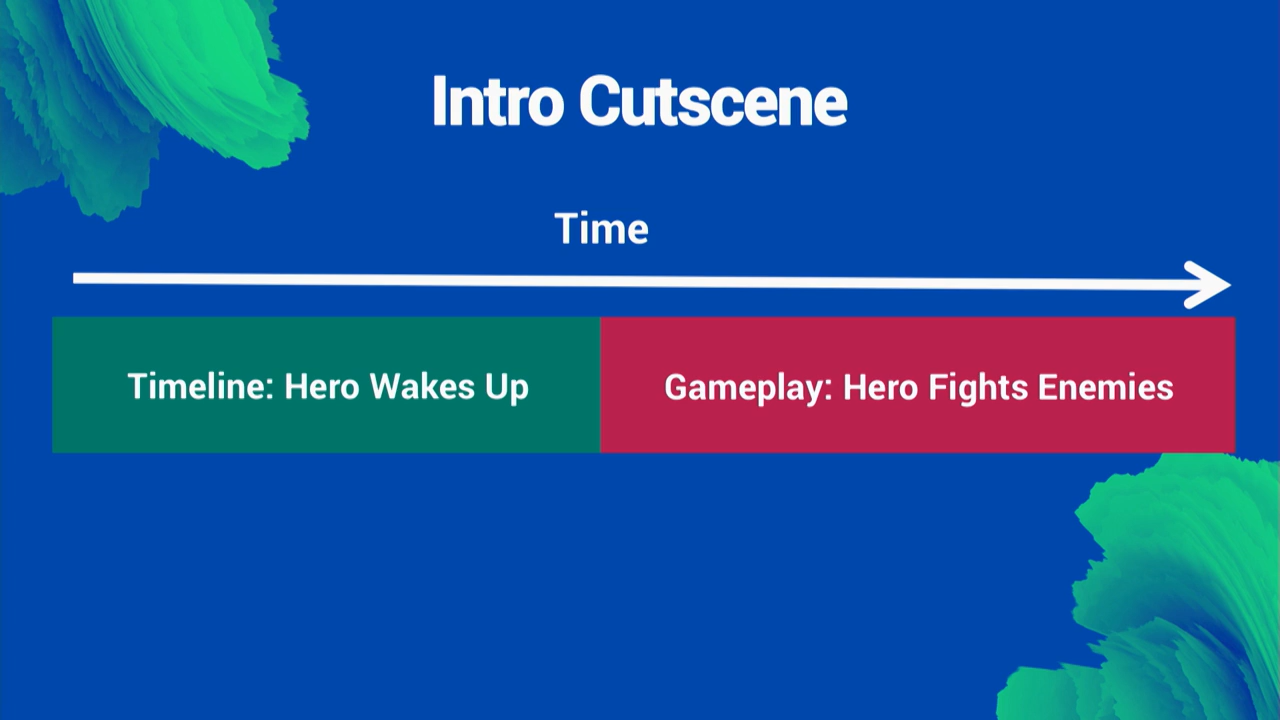 Intro Cutscene
Time
Timeline: Hero Wakes Up
Gameplay: Hero Fights Enemies